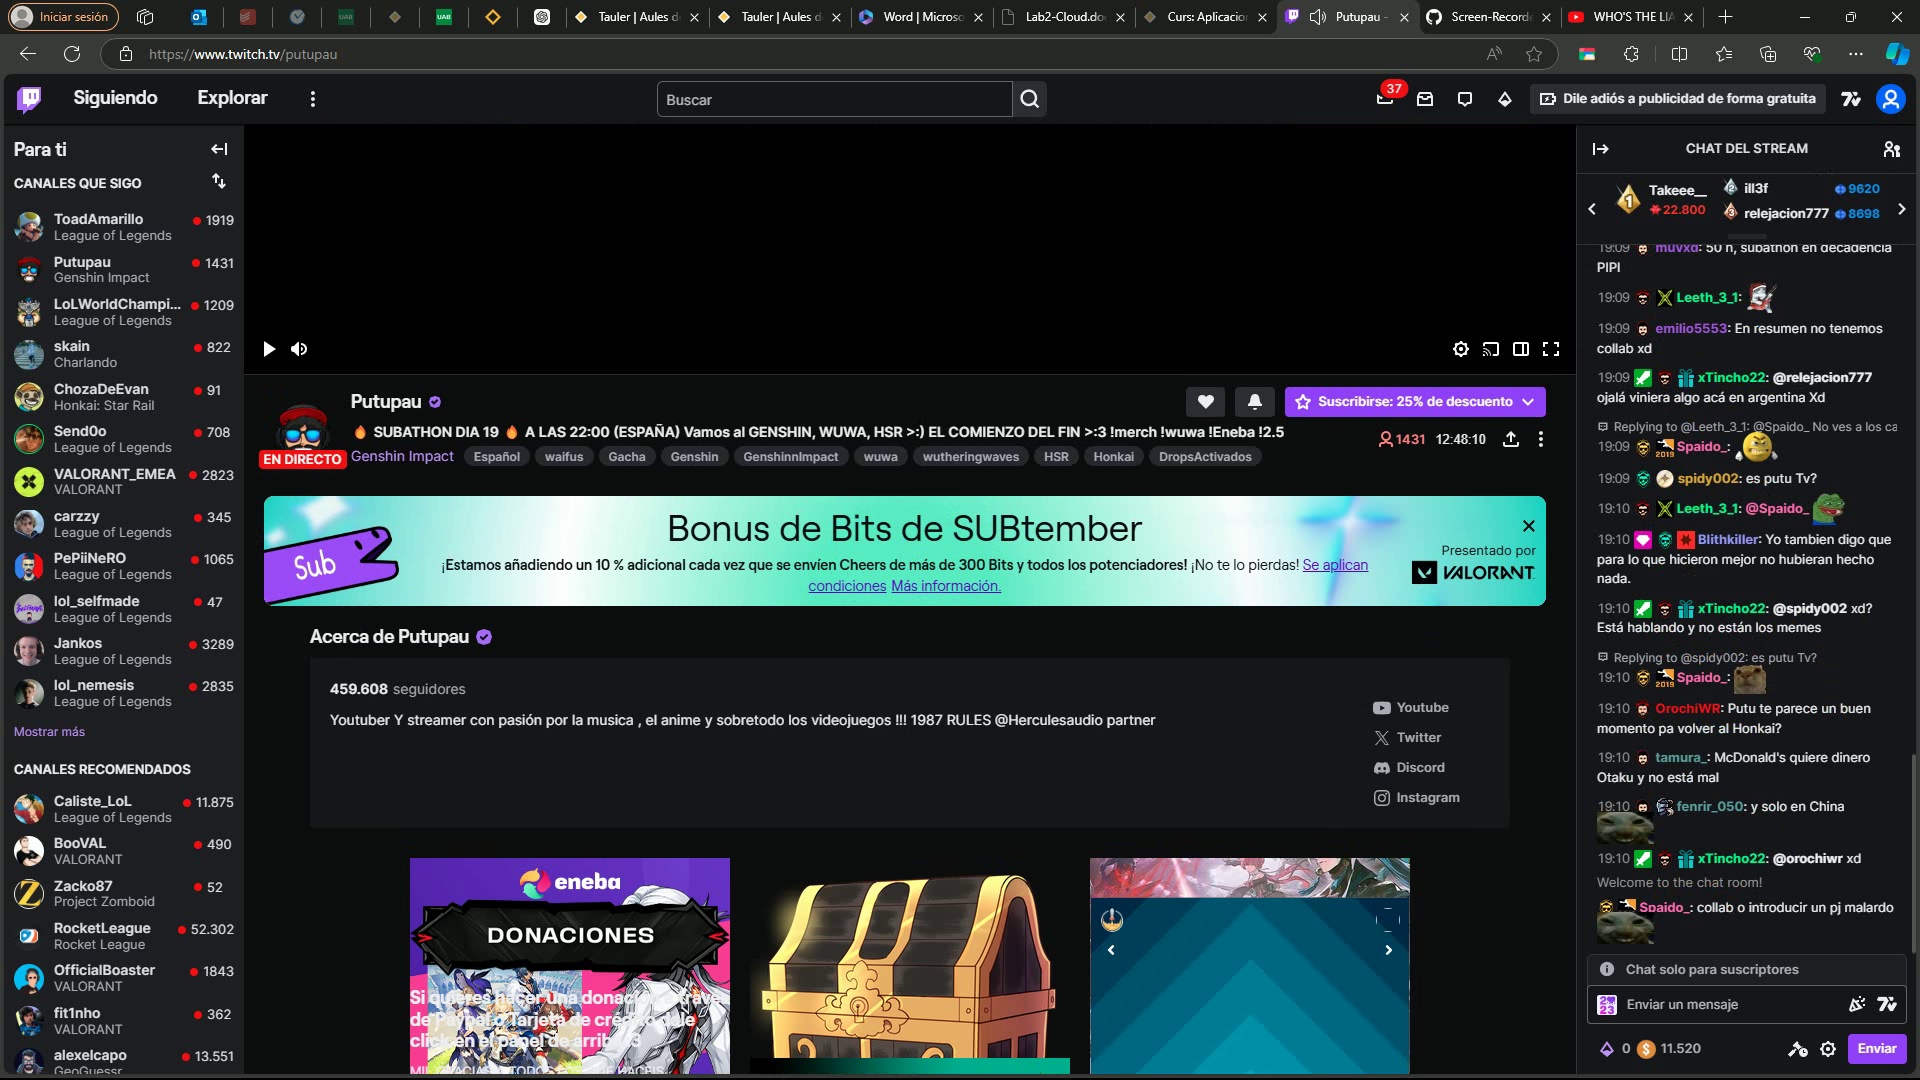 Iniciar sesión
Tauler | Aules d
Tauler | Aules d
Word | Microso
Lab2-Cloud.do
Curs: Aplicacio
Putupau -
Screen-Record
WHO'S THE LIA
https://www.twitch.tv/putupau
Siguiendo
Explorar
Buscar
37
Dile adiós a publicidad de forma gratuita
Para ti
CANALES QUE SIGO
ToadAmarillo 1919
League of Legends
Putupau 1431
Genshin Impact
LoLWorldChampi... 1209
League of Legends
skain 822
Charlando
ChozaDeEvan 91
Honkai: Star Rail
Send0o 708
League of Legends
VALORANT_EMEA 2823
VALORANT
carzzy 345
League of Legends
PePiiNeRO 1065
League of Legends
lol_selfmade 47
League of Legends
Jankos 3289
League of Legends
lol_nemesis 2835
League of Legends
Mostrar más
CANALES RECOMENDADOS
Caliste_LoL 11.875
League of Legends
BooVAL 490
VALORANT
Zacko87 52
Project Zomboid
RocketLeague 52.302
Rocket League
OfficialBoaster 1843
VALORANT
fit1nho 362
VALORANT
alexelcapo 13.551
GeoGuessr
Putupau
EN DIRECTO
SUBATHON DIA 19 🔥 A LAS 22:00 (ESPAÑA) Vamos al GENSHIN, WUWA, HSR >:) EL COMIENZO DEL FIN >:3 !merch !wuwa !Eneba !2.5
Genshin Impact Español waifus Gacha Genshin GenshinnImpact wuwa wutheringwaves HSR Honkai DropsActivados
Suscribirse: 25% de descuento
1431 12:48:10
Sub
Bonus de Bits de SUBtember
¡Estamos añadiendo un 10 % adicional cada vez que se envíen Cheers de más de 300 Bits y todos los potenciadores! ¡No te lo pierdas! Se aplican
condiciones Más información.
Presentado por
VALORANT
Acerca de Putupau
459.608 seguidores
Youtuber Y streamer con pasión por la musica , el anime y sobretodo los videojuegos !!! 1987 RULES @Herculesaudio partner
Youtube
Twitter
Discord
Instagram
eneba
DONACIONES
Si quieres hacer una donación a través
de Paypal o Tarjeta de crédito dale
click en el panel de arriba <3
CHAT DEL STREAM
1 Takeee__ 22.800
2 ill3f 9620
3 relejacion777 8698
19:09 muvxd: 50 h, subathon en decadencia
PIPI
19:09 Leeth_3_1:
19:09 emilio5553: En resumen no tenemos
collab xd
19:09 xTincho22: @relejacion777
ojalá viniera algo acá en argentina Xd
Replying to @Leeth_3_1: @Spaido_ No ves a los ca
19:09 2019 Spaido_:
19:09 spidy002: es putu Tv?
19:10 Leeth_3_1: @Spaido_
19:10 Blithkiller: Yo tambien digo que
para lo que hicieron mejor no hubieran hecho
nada.
19:10 xTincho22: @spidy002 xd?
Está hablando y no están los memes
Replying to @spidy002: es putu Tv?
19:10 2019 Spaido_:
19:10 OrochiWR: Putu te parece un buen
momento pa volver al Honkai?
19:10 tamura_: McDonald's quiere dinero
Otaku y no está mal
19:10 fenrir_050: y solo en China
19:10 xTincho22: @orochiwr xd
Welcome to the chat room!
Spaido_: collab o introducir un pj malardo
Chat solo para suscriptores
Enviar un mensaje
0 11.520
Enviar